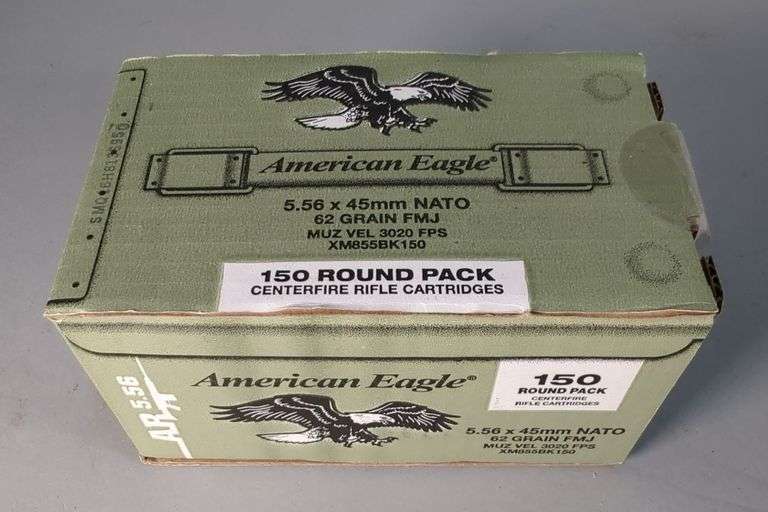 American Eagle®
5.56 x 45mm NATO
62 GRAIN FMJ
MUZ VEL 3020 FPS
XM855BK150
150 ROUND PACK
CENTERFIRE RIFLE CARTRIDGES
AR 5.56
American Eagle®
150
ROUND PACK
CENTERFIRE
RIFLE CARTRIDGES
5.56 x 45mm NATO
62 GRAIN FMJ
MUZ VEL 3020 FPS
XM855BK150